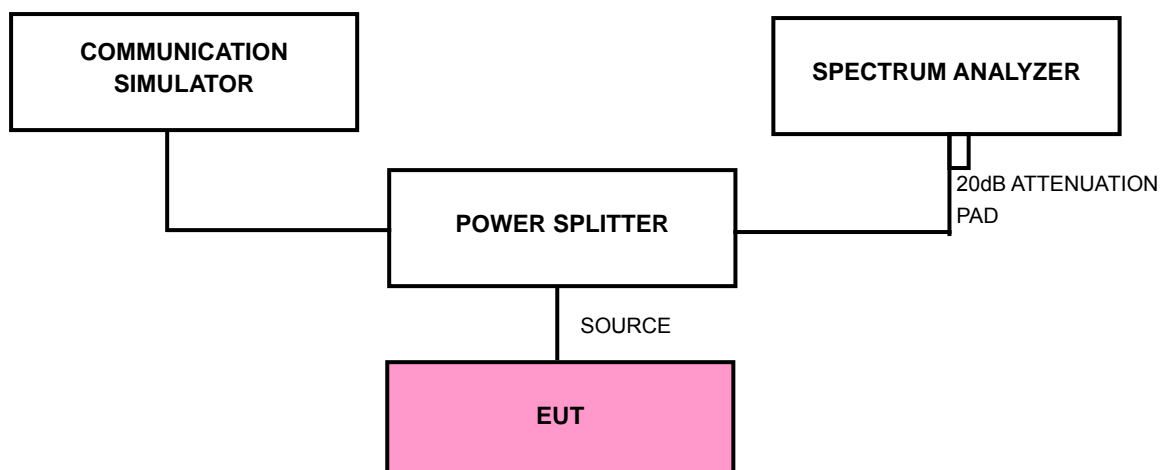 COMMUNICATION
SIMULATOR
SPECTRUM ANALYZER
20dB ATTENUATION
PAD
POWER SPLITTER
SOURCE
EUT